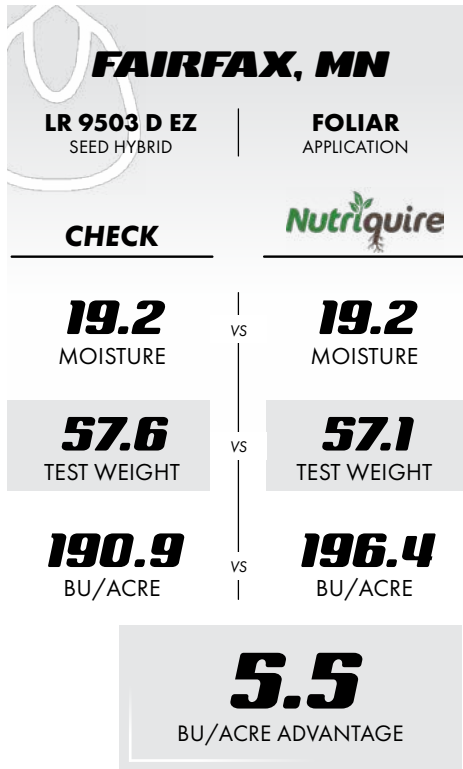 FAIRFAX, MN
LR 9503 D EZ
SEED HYBRID
FOLIAR
APPLICATION
CHECK
Nutriquire
19.2
MOISTURE
vs
19.2
MOISTURE
57.6
TEST WEIGHT
vs
57.1
TEST WEIGHT
190.9
BU/ACRE
vs
196.4
BU/ACRE
5.5
BU/ACRE ADVANTAGE